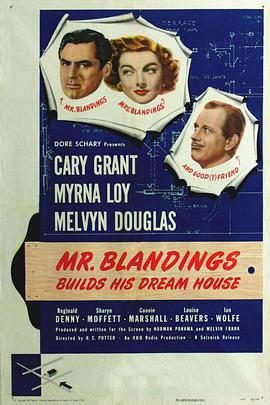 TERRACE
MR. BLANDINGS
MRS. BLANDINGS
AND GOOD(?) FRIEND
DORE SCHARY Presents
CARY GRANT
MYRNA LOY
MELVYN DOUGLAS
MR. BLANDINGS
BUILDS HIS DREAM HOUSE
Reginald DENNY Sharyn MOFFETT Connie MARSHALL Louise BEAVERS Ian WOLFE
Produced and written for the Screen by NORMAN PANAMA and MELVIN FRANK
Directed by H. C. POTTER - An RKO Radio Production - A Selznick Release